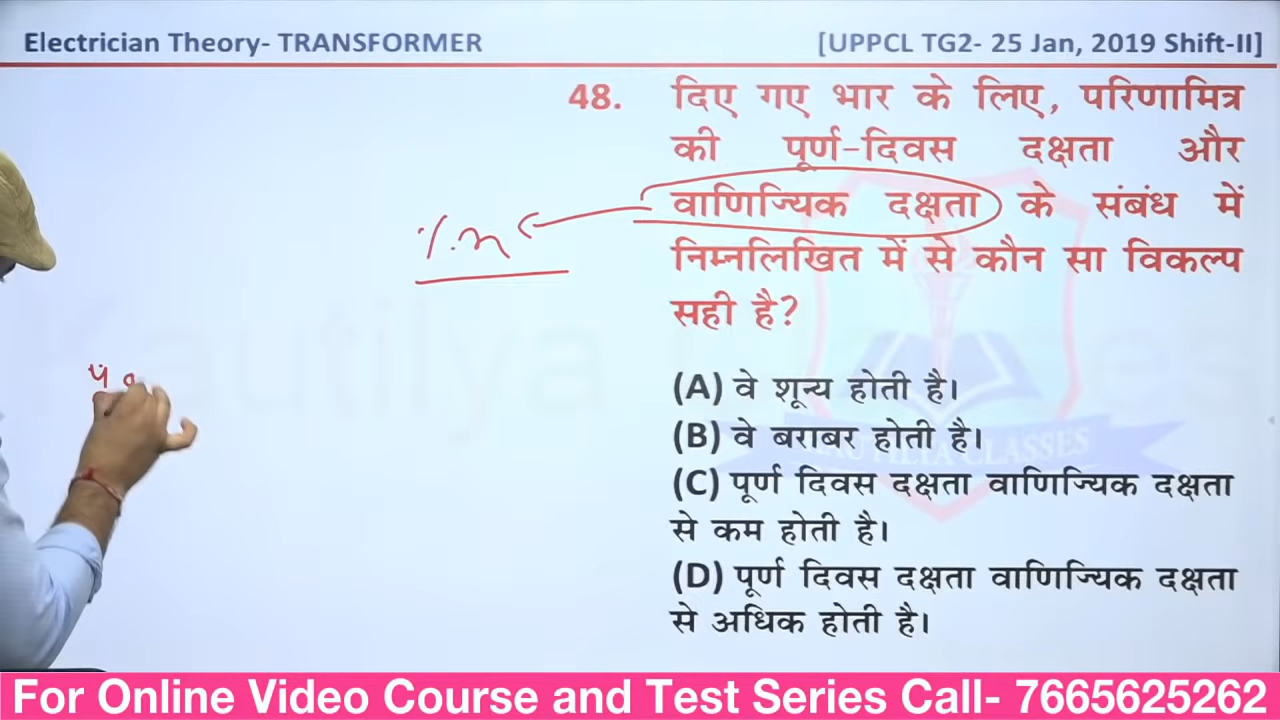 Electrician Theory- TRANSFORMER
[UPPCL TG2- 25 Jan, 2019 Shift-II]
48. दिए गए भार के लिए, परिणामित्र
की पूर्ण-दिवस दक्षता और
वाणिज्यिक दक्षता के संबंध में
निम्नलिखित में से कौन सा विकल्प
सही है?
(A) वे शून्य होती है।
(B) वे बराबर होती है।
(C) पूर्ण दिवस दक्षता वाणिज्यिक दक्षता
से कम होती है।
(D) पूर्ण दिवस दक्षता वाणिज्यिक दक्षता
से अधिक होती है।
For Online Video Course and Test Series Call- 7665625262